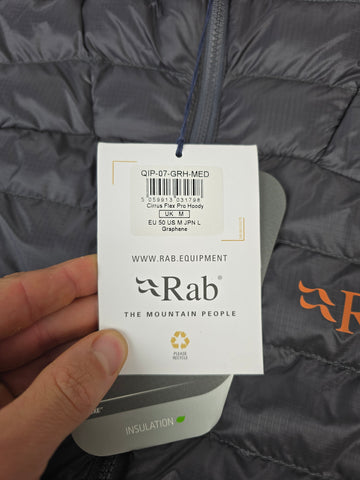 QIP-07-GRH-MED
5 059913 031798
Cirrus Flex Pro Hoody
UK M
EU 50 US M JPN L
Graphene
WWW.RAB.EQUIPMENT
Rab®
THE MOUNTAIN PEOPLE
PLEASE
RECYCLE
Rab
INSULATION